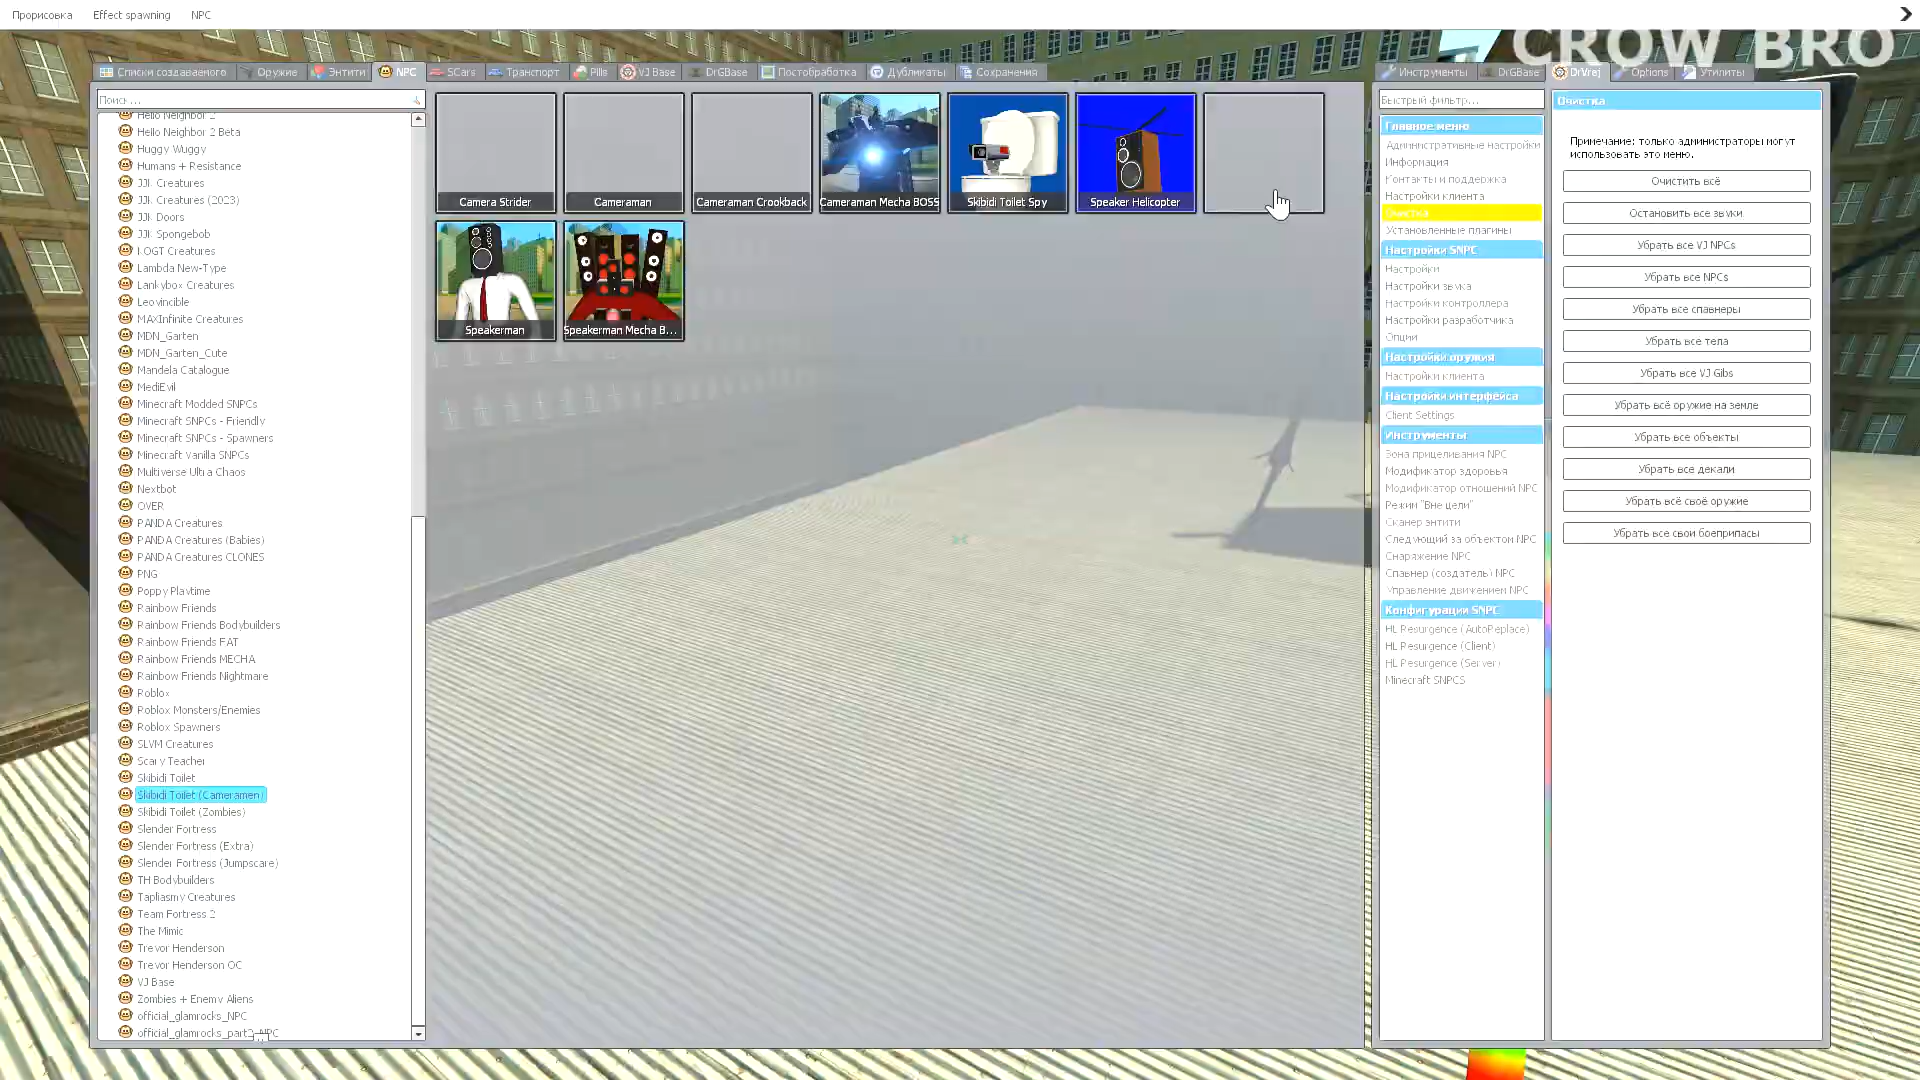 Прорисовка Effect spawning NPC
CROW BRO
Списки создаваемого Оружие Энтити NPC SCars Транспорт Pills VJ Base DrGBase Постобработка Дубликаты Сохранения
Инструменты DrGBase DrVrej Options Утилиты
Поиск...
Hello Neighbor 2
Hello Neighbor 2 Beta
Huggy Wuggy
Humans + Resistance
JJK Creatures
JJK Creatures (2023)
JJK Doors
JJK Spongebob
KOGT Creatures
Lambda New-Type
Lankybox Creatures
Leovincible
MAXInfinite Creatures
MDN_Garten
MDN_Garten_Cute
Mandela Catalogue
MediEvil
Minecraft Modded SNPCs
Minecraft SNPCs - Friendly
Minecraft SNPCs - Spawners
Minecraft Vanilla SNPCs
Multiverse Ultra Chaos
Nextbot
OVER
PANDA Creatures
PANDA Creatures (Babies)
PANDA Creatures CLONES
PNG
Poppy Playtime
Rainbow Friends
Rainbow Friends Bodybuilders
Rainbow Friends FAT
Rainbow Friends MECHA
Rainbow Friends Nightmare
Roblox
Roblox Monsters/Enemies
Roblox Spawners
SLVM Creatures
Scary Teacher
Skibidi Toilet
Skibidi Toilet (Cameramen)
Skibidi Toilet (Zombies)
Slender Fortress
Slender Fortress (Extra)
Slender Fortress (Jumpscare)
TH Bodybuilders
Tapliasmy Creatures
Team Fortress 2
The Mimic
Trevor Henderson
Trevor Henderson OC
VJ Base
Zombies + Enemy Aliens
official_glamrocks_NPC
official_glamrocks_part2_NPC
Camera Strider
Cameraman
Cameraman Crookback
Cameraman Mecha BOSS
Skibidi Toilet Spy
Speaker Helicopter
Speakerman
Speakerman Mecha B...
Быстрый фильтр...
Главное меню
Административные настройки
Информация
Контакты и поддержка
Настройки клиента
Очистка
Установленные плагины
Настройки SNPC
Настройки
Настройки звука
Настройки контроллера
Настройки разработчика
Опции
Настройки оружия
Настройки клиента
Настройки интерфейса
Client Settings
Инструменты
Зона прицеливания NPC
Модификатор здоровья
Модификатор отношений NPC
Режим "Вне цели"
Сканер энтити
Следующий за объектом NPC
Снаряжение NPC
Спавнер (создатель) NPC
Управление движением NPC
Конфигурации SNPC
HL Resurgence (AutoReplace)
HL Resurgence (Client)
HL Resurgence (Server)
Minecraft SNPCS
Очистка
Примечание: только администраторы могут
использовать это меню.
Очистить всё
Остановить все звуки
Убрать все VJ NPCs
Убрать все NPCs
Убрать все спавнеры
Убрать все тела
Убрать все VJ Gibs
Убрать всё оружие на земле
Убрать все объекты
Убрать все декали
Убрать всё своё оружие
Убрать все свои боеприпасы